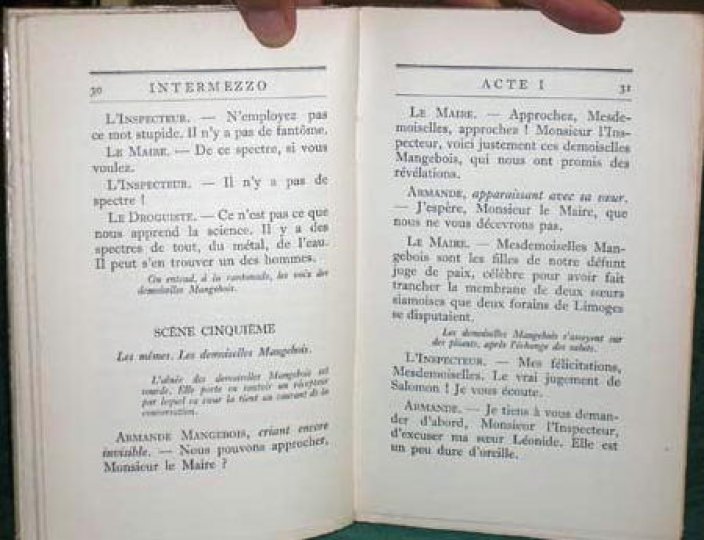 30 INTERMEZZO
L'Inspecteur. — N'employez pas
ce mot stupide. Il n'y a pas de fantôme.
Le Maire. — De ce spectre, si vous
voulez.
L'Inspecteur. — Il n'y a pas de
spectre !
Le Droguiste. — Ce n'est pas ce que
nous apprend la science. Il y a des
spectres de tout, du métal, de l'eau.
Il peut s'en trouver un des hommes.
On entend, à la cantonade, les voix des
demoiselles Mangebois.
SCÈNE CINQUIÈME
Les mêmes. Les demoiselles Mangebois.
L'aînée des demoiselles Mangebois est
sourde. Elle porte en sautoir un récepteur
par lequel sa sœur la tient au courant de la
conversation.
Armande Mangebois, criant encore
invisible. — Nous pouvons approcher,
Monsieur le Maire ?
ACTE I 31
Le Maire. — Approchez, Mesde-
moiselles, approchez ! Monsieur l'Ins-
pecteur, voici justement ces demoiselles
Mangebois, qui nous ont promis des
révélations.
Armande, apparaissant avec sa sœur.
— J'espère, Monsieur le Maire, que
nous ne vous décevrons pas.
Le Maire. — Mesdemoiselles Man-
gebois sont les filles de notre défunt
juge de paix, célèbre pour avoir fait
trancher la membrane de deux sœurs
siamoises que deux forains de Limoges
se disputaient.
Les demoiselles Mangebois s'assoyent sur
des pliants, après l'échange des saluts.
L'Inspecteur. — Mes félicitations,
Mesdemoiselles. Le vrai jugement de
Salomon ! Je vous écoute.
Armande. — Je tiens à vous deman-
der d'abord, Monsieur l'Inspecteur,
d'excuser ma sœur Léonide. Elle est
un peu dure d'oreille.